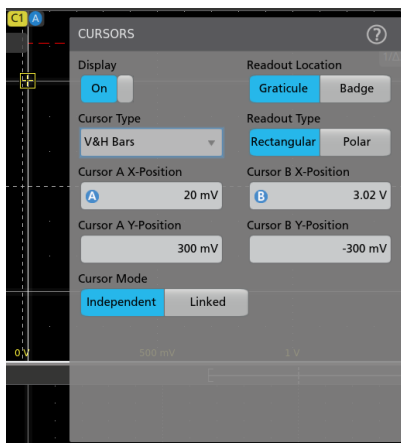 C1 A
CURSORS ?
Display Readout Location
On Graticule Badge
Cursor Type Readout Type
V&H Bars Rectangular Polar
Cursor A X-Position Cursor B X-Position
A 20 mV B 3.02 V
Cursor A Y-Position Cursor B Y-Position
300 mV -300 mV
Cursor Mode
Independent Linked
0 V 500 mV 1 V